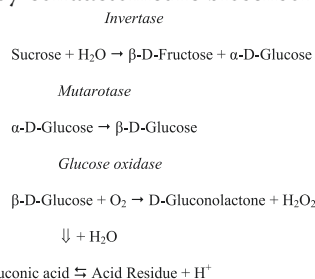 Invertase
Sucrose + H₂O → β-D-Fructose + α-D-Glucose
Mutarotase
α-D-Glucose → β-D-Glucose
Glucose oxidase
β-D-Glucose + O₂ → D-Gluconolactone + H₂O₂
⇓ + H₂O
uconic acid ⇆ Acid Residue + H⁺